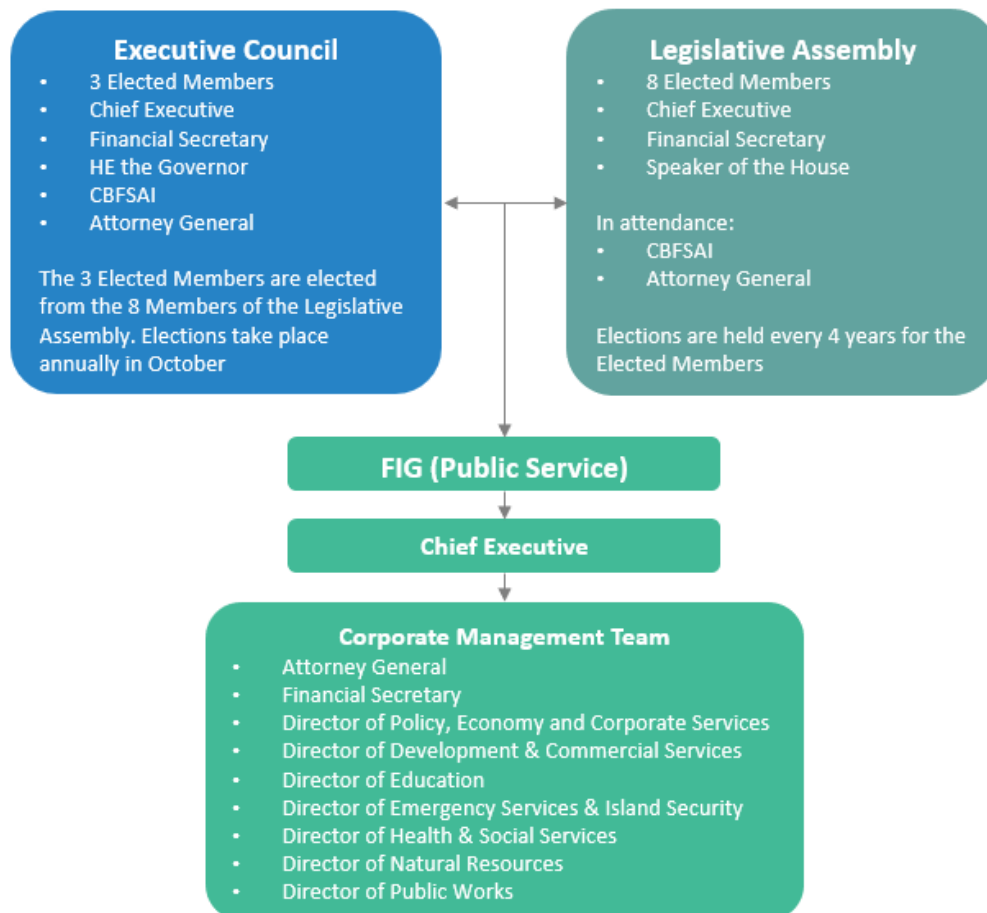 Executive Council
• 3 Elected Members
• Chief Executive
• Financial Secretary
• HE the Governor
• CBFSAI
• Attorney General
The 3 Elected Members are elected
from the 8 Members of the Legislative
Assembly. Elections take place
annually in October
Legislative Assembly
• 8 Elected Members
• Chief Executive
• Financial Secretary
• Speaker of the House
In attendance:
• CBFSAI
• Attorney General
Elections are held every 4 years for the
Elected Members
FIG (Public Service)
Chief Executive
Corporate Management Team
• Attorney General
• Financial Secretary
• Director of Policy, Economy and Corporate Services
• Director of Development & Commercial Services
• Director of Education
• Director of Emergency Services & Island Security
• Director of Health & Social Services
• Director of Natural Resources
• Director of Public Works